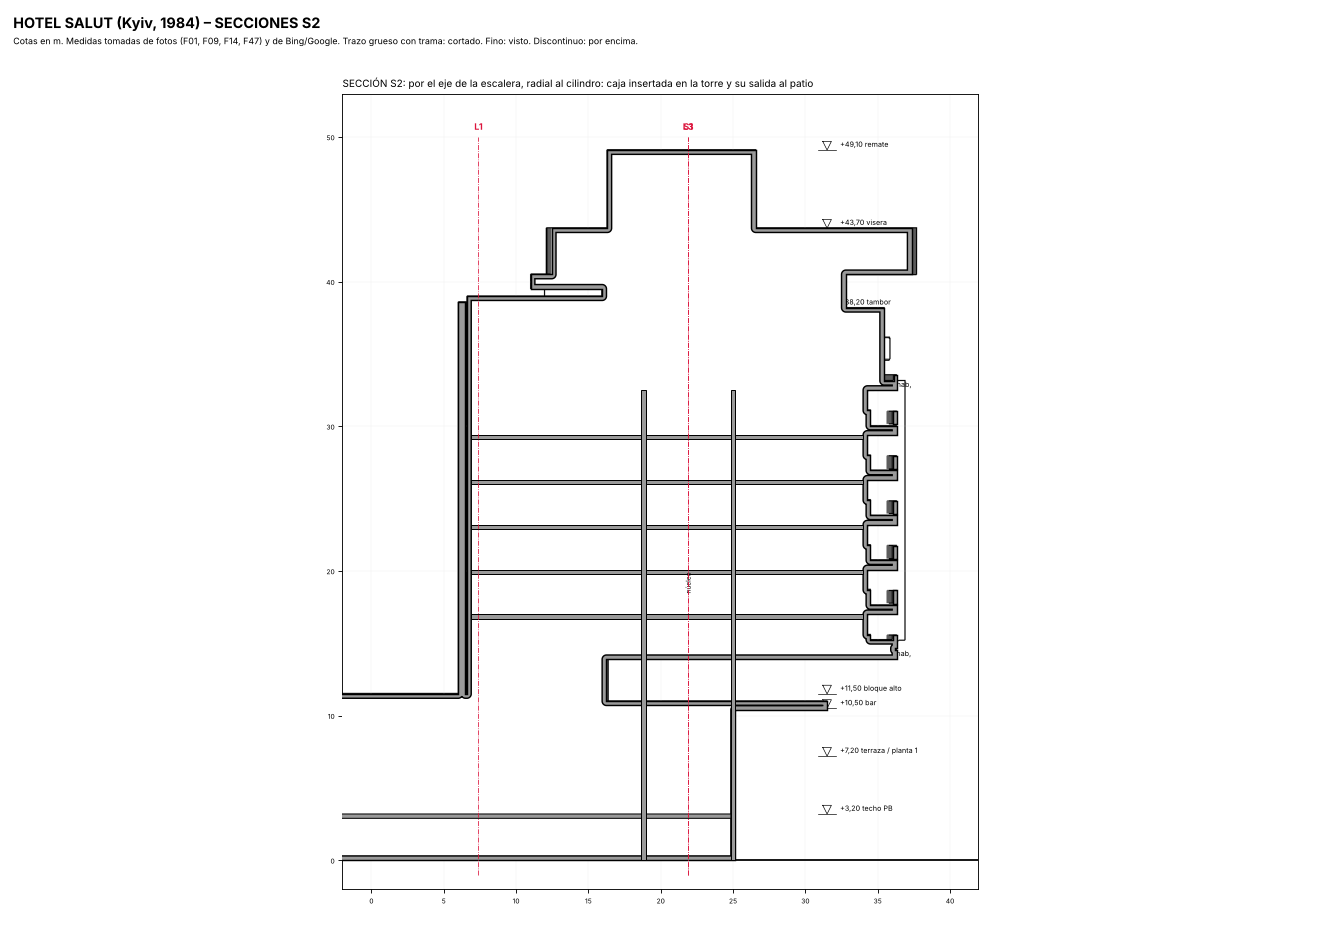 HOTEL SALUT (Kyiv, 1984) – SECCIONES S2
Cotas en m. Medidas tomadas de fotos (F01, F09, F14, F47) y de Bing/Google. Trazo grueso con trama: cortado. Fino: visto. Discontinuo: por encima.
SECCIÓN S2: por el eje de la escalera, radial al cilindro: caja insertada en la torre y su salida al patio
L1
50
+49,10 remate
+43,70 visera
40
38,20 tambor
hab,
30
20
núcleo
hab,
+11,50 bloque alto
+10,50 bar
10
+7,20 terraza / planta 1
+3,20 techo PB
0
0 5 10 15 20 25 30 35 40